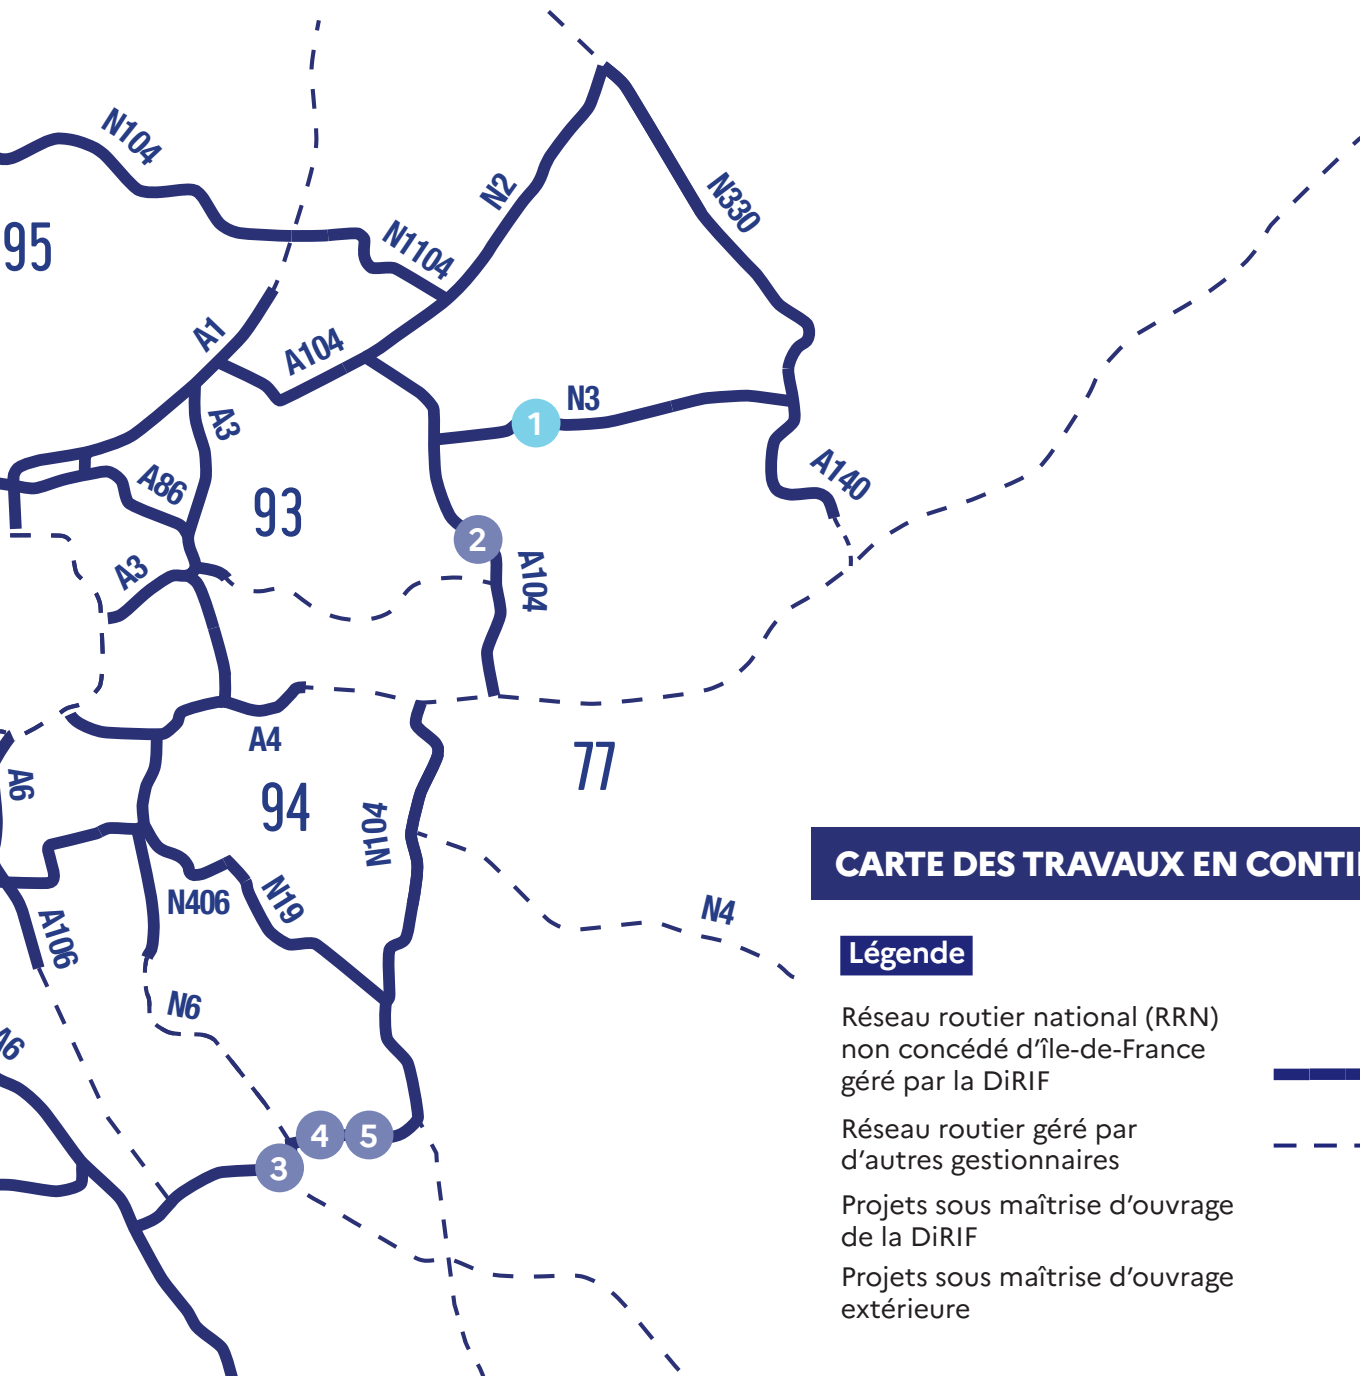 N104
N2
N330
95
N1104
A1
A104
N3
1
A3
A140
A86
93
2
A3
A104
A4
77
A6
94
N104
CARTE DES TRAVAUX EN CONTI
N406
N19
N4
A106
Légende
N6
Réseau routier national (RRN)
non concédé d’île-de-France
géré par la DiRIF
A6
4
5
3
Réseau routier géré par
d’autres gestionnaires
Projets sous maîtrise d’ouvrage
de la DiRIF
Projets sous maîtrise d’ouvrage
extérieure